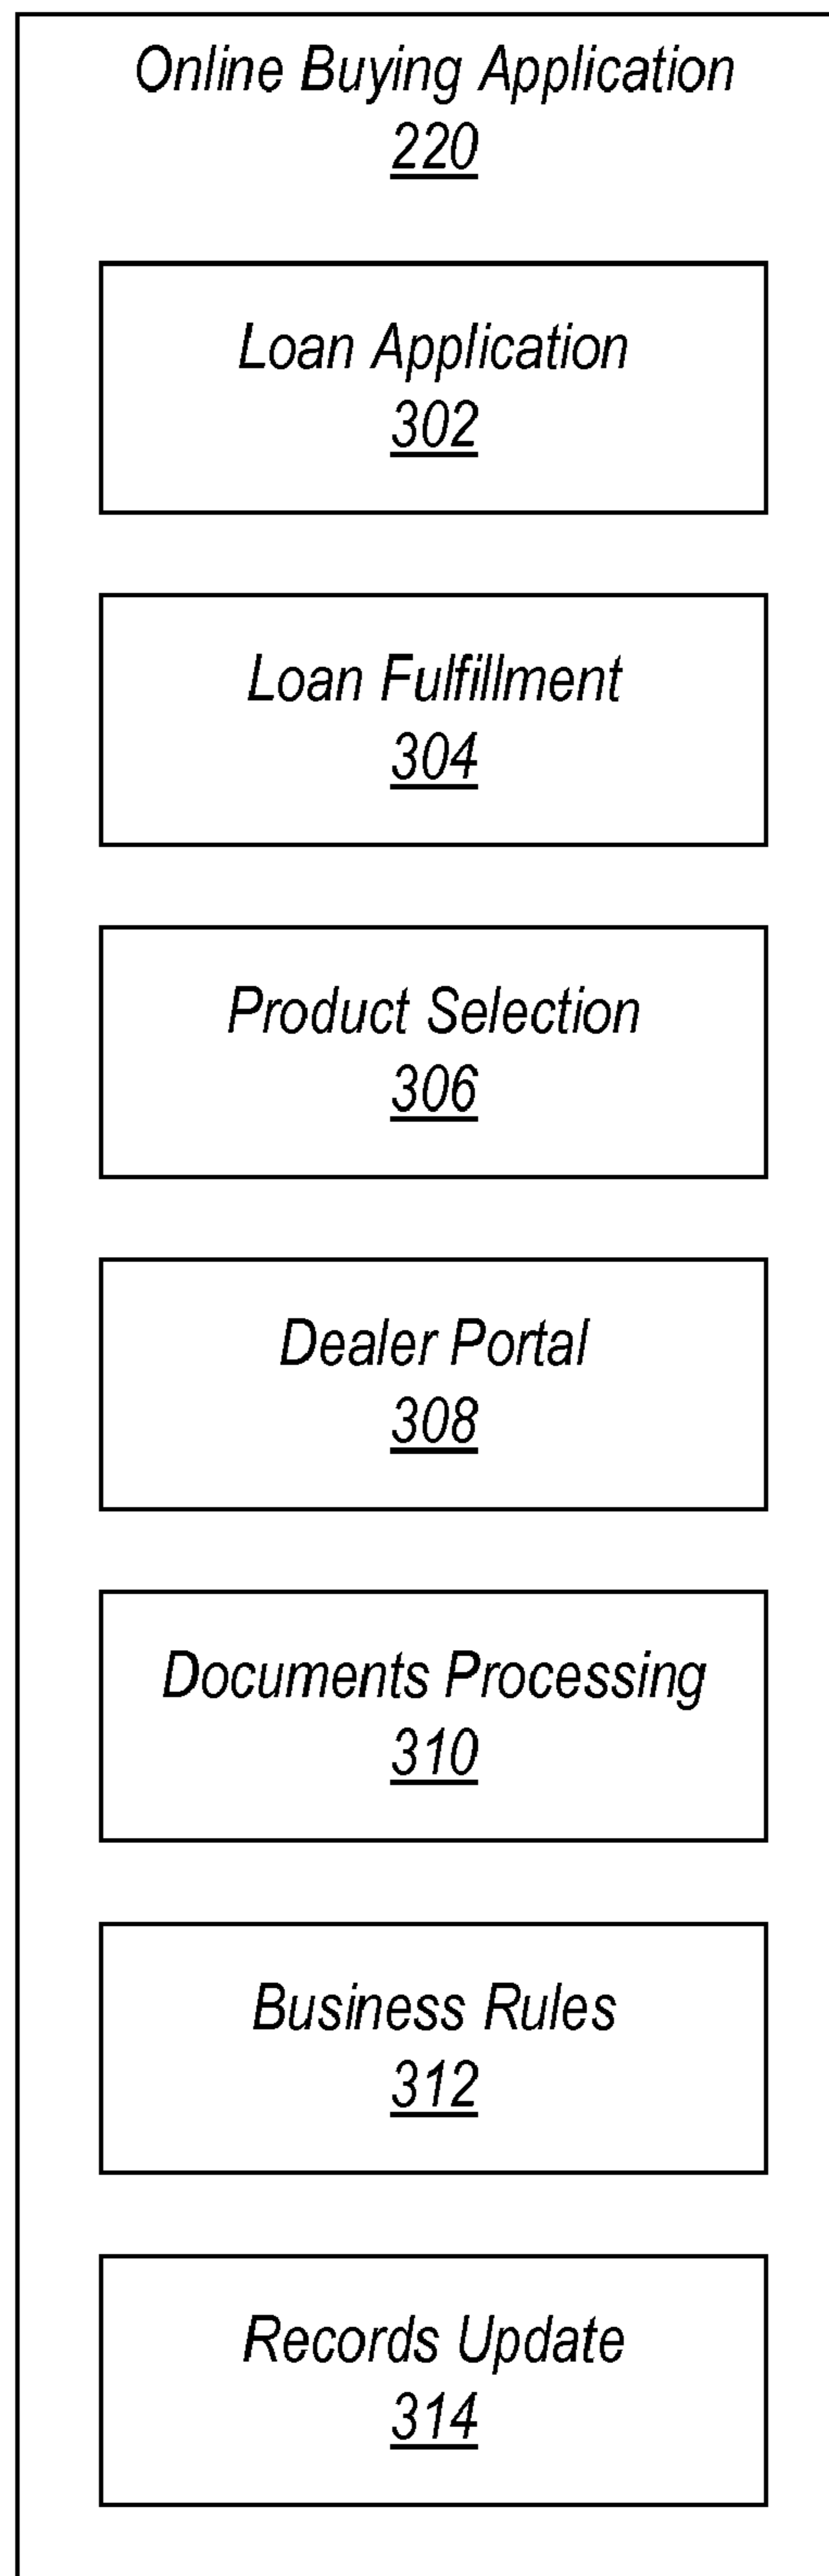 Online Buying Application
220
Loan Application
302
Loan Fulfillment
304
Product Selection
306
Dealer Portal
308
Documents Processing
310
Business Rules
312
Records Update
314